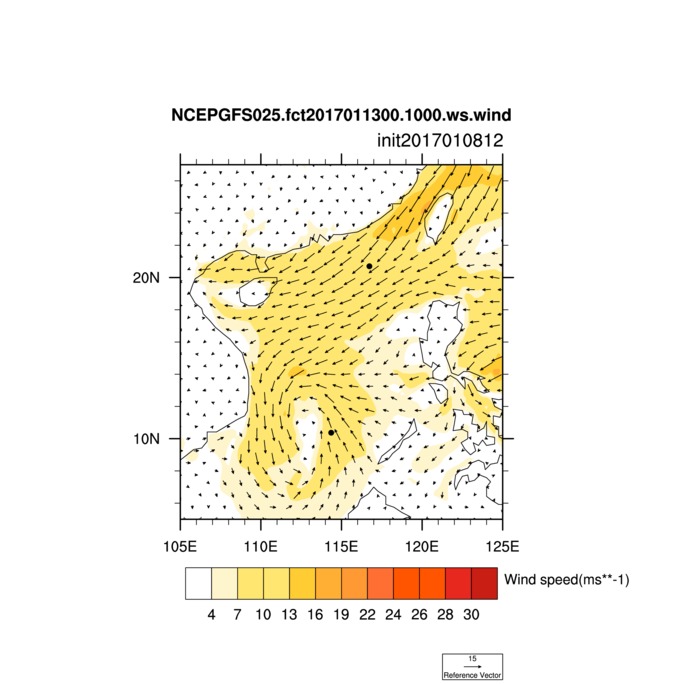 NCEPGFS025.fct2017011300.1000.ws.wind
init2017010812
20N
10N
105E 110E 115E 120E 125E
Wind speed(ms**-1)
4 7 10 13 16 19 22 24 26 28 30
15
Reference Vector